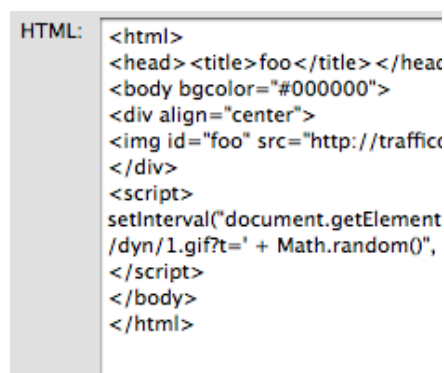 HTML:
<html>
<head><title>foo</title></head
<body bgcolor="#000000">
<div align="center">
<img id="foo" src="http://traffic
</div>
<script>
setInterval("document.getElement
/dyn/1.gif?t=' + Math.random()",
</script>
</body>
</html>